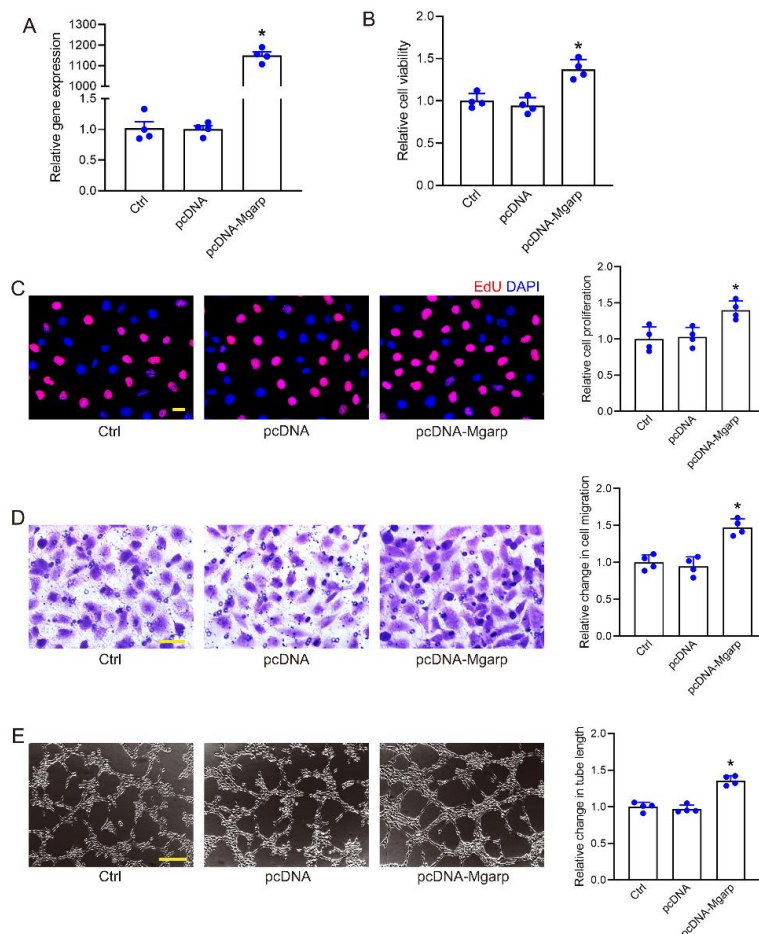 A
Relative gene expression
1300
1200
1100
1000
1.5
1.0
0.5
0.0
*
Ctrl
pcDNA
pcDNA-Mgarp
B
Relative cell viability
2.0
1.5
1.0
0.5
0.0
*
Ctrl
pcDNA
pcDNA-Mgarp
C
EdU DAPI
Ctrl
pcDNA
pcDNA-Mgarp
Relative cell proliferation
2.0
1.5
1.0
0.5
0.0
*
Ctrl
pcDNA
pcDNA-Mgarp
D
Ctrl
pcDNA
pcDNA-Mgarp
Relative change in cell migration
2.0
1.5
1.0
0.5
0.0
*
Ctrl
pcDNA
pcDNA-Mgarp
E
Ctrl
pcDNA
pcDNA-Mgarp
Relative change in tube length
2.0
1.5
1.0
0.5
0.0
*
Ctrl
pcDNA
pcDNA-Mgarp